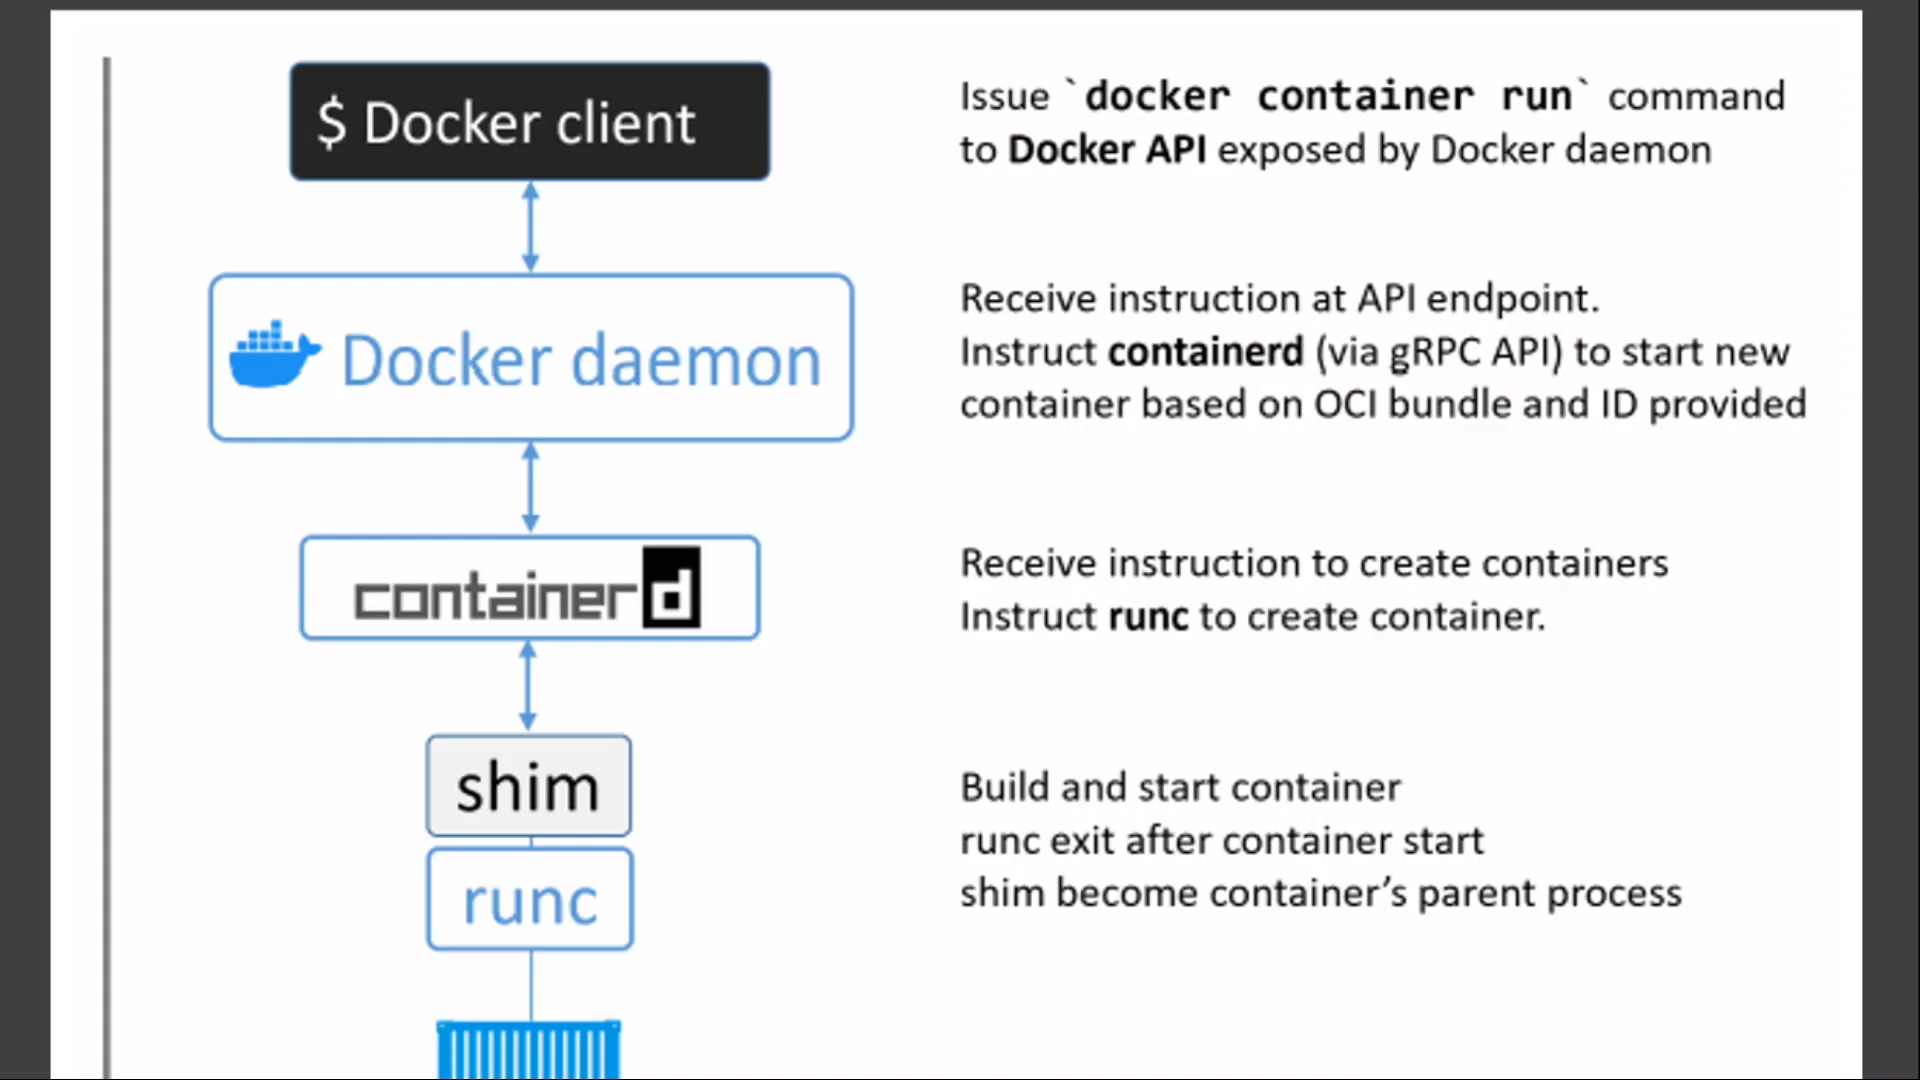 $ Docker client
Issue `docker container run` command
to Docker API exposed by Docker daemon
Docker daemon
Receive instruction at API endpoint.
Instruct containerd (via gRPC API) to start new
container based on OCI bundle and ID provided
containerd
Receive instruction to create containers
Instruct runc to create container.
shim
Build and start container
runc exit after container start
shim become container’s parent process
runc